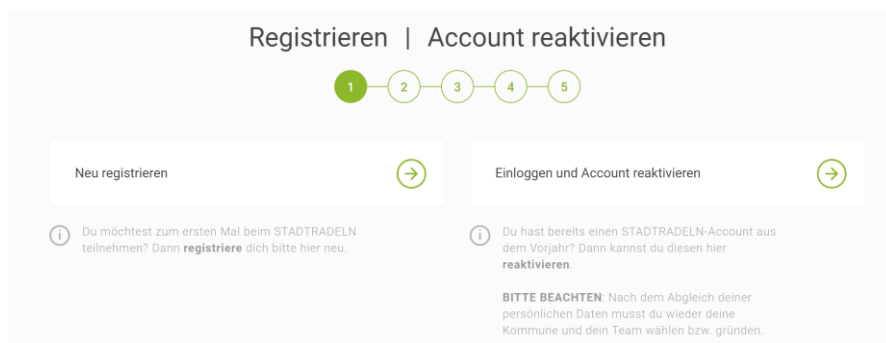 Registrieren | Account reaktivieren
1 2 3 4 5
Neu registrieren
Du möchtest zum ersten Mal beim STADTRADELN
teilnehmen? Dann registriere dich bitte hier neu.
Einloggen und Account reaktivieren
Du hast bereits einen STADTRADELN-Account aus
dem Vorjahr? Dann kannst du diesen hier
reaktivieren.
BITTE BEACHTEN: Nach dem Abgleich deiner
persönlichen Daten musst du wieder deine
Kommune und dein Team wählen bzw. gründen.